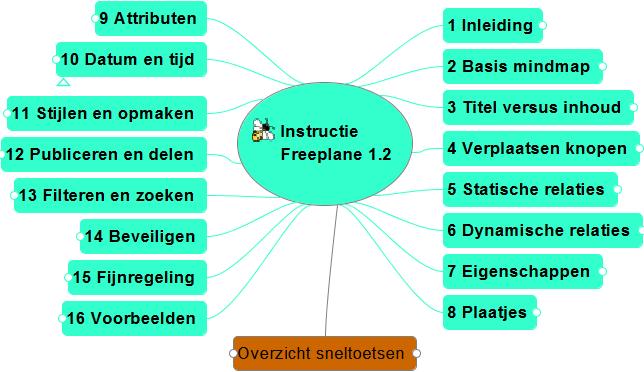 Instructie
Freeplane 1.2
1 Inleiding
2 Basis mindmap
3 Titel versus inhoud
4 Verplaatsen knopen
5 Statische relaties
6 Dynamische relaties
7 Eigenschappen
8 Plaatjes
9 Attributen
10 Datum en tijd
11 Stijlen en opmaken
12 Publiceren en delen
13 Filteren en zoeken
14 Beveiligen
15 Fijnregeling
16 Voorbeelden
Overzicht sneltoetsen